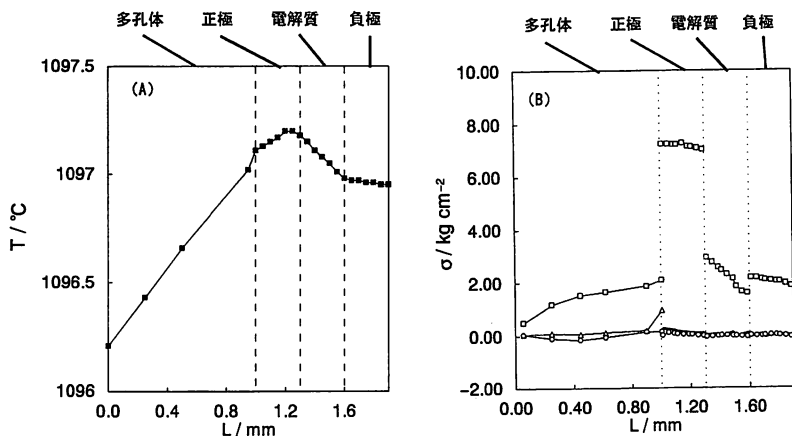 多孔体 正極 電解質 負極
(A)
T / °C
1097.5
1097
1096.5
1096
0.0 0.4 0.8 1.2 1.6
L / mm
多孔体 正極 電解質 負極
(B)
σ / kg cm⁻²
10.00
8.00
6.00
4.00
2.00
0.00
−2.00
0.00 0.40 0.80 1.20 1.60
L / mm